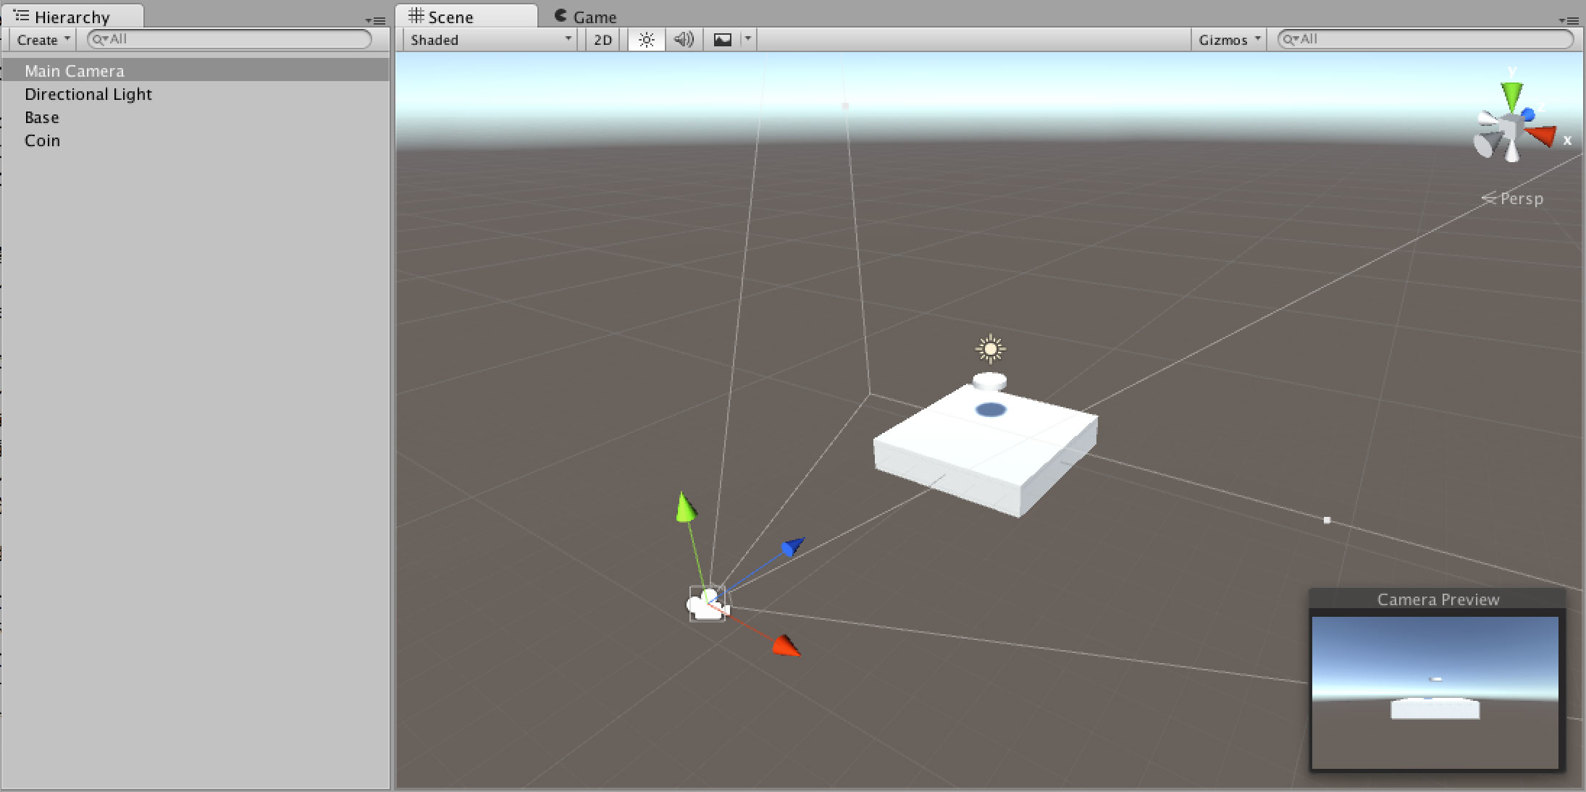 Hierarchy
Create
All
Main Camera
Directional Light
Base
Coin
Scene
Game
Shaded
2D
Gizmos
All
y
x
Persp
Camera Preview